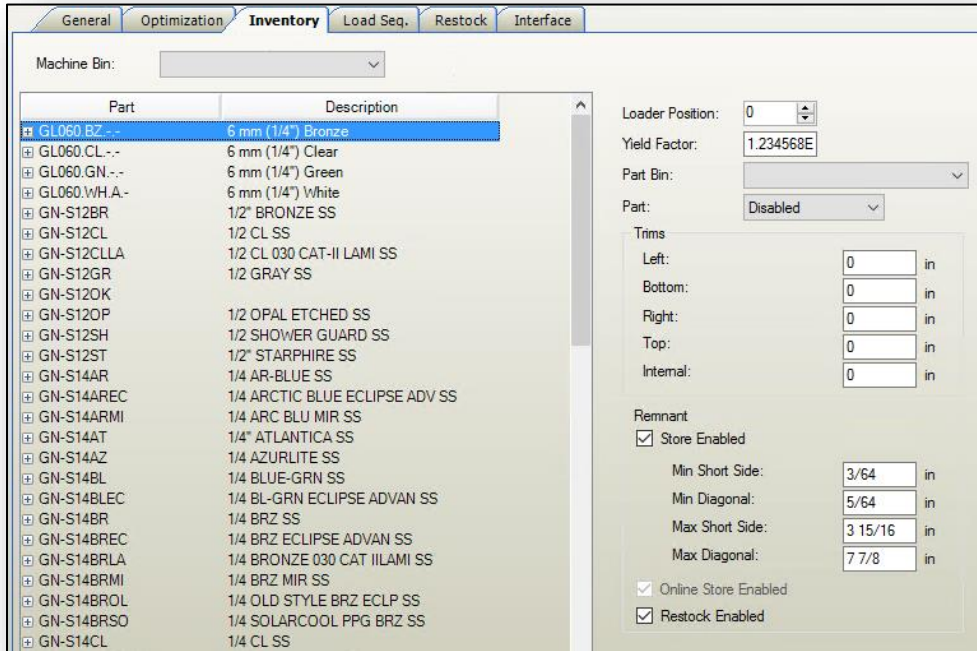 General Optimization Inventory Load Seq. Restock Interface
Machine Bin:
Part Description
GL060.BZ.-.- 6 mm (1/4") Bronze
GL060.CL.-.- 6 mm (1/4") Clear
GL060.GN.-.- 6 mm (1/4") Green
GL060.WH.A.- 6 mm (1/4") White
GN-S12BR 1/2" BRONZE SS
GN-S12CL 1/2 CL SS
GN-S12CLLA 1/2 CL 030 CAT-II LAMI SS
GN-S12GR 1/2 GRAY SS
GN-S12OK
GN-S12OP 1/2 OPAL ETCHED SS
GN-S12SH 1/2 SHOWER GUARD SS
GN-S12ST 1/2" STARPHIRE SS
GN-S14AR 1/4 AR-BLUE SS
GN-S14AREC 1/4 ARCTIC BLUE ECLIPSE ADV SS
GN-S14ARMI 1/4 ARC BLU MIR SS
GN-S14AT 1/4" ATLANTICA SS
GN-S14AZ 1/4 AZURLITE SS
GN-S14BL 1/4 BLUE-GRN SS
GN-S14BLEC 1/4 BL-GRN ECLIPSE ADVAN SS
GN-S14BR 1/4 BRZ SS
GN-S14BREC 1/4 BRZ ECLIPSE ADVAN SS
GN-S14BRLA 1/4 BRONZE 030 CAT IILAMI SS
GN-S14BRMI 1/4 BRZ MIR SS
GN-S14BROL 1/4 OLD STYLE BRZ ECLP SS
GN-S14BRSO 1/4 SOLARCOOL PPG BRZ SS
GN-S14CL 1/4 CL SS
Loader Position: 0
Yield Factor: 1.234568E
Part Bin:
Part: Disabled
Trims
Left: 0 in
Bottom: 0 in
Right: 0 in
Top: 0 in
Internal: 0 in
Remnant
Store Enabled
Min Short Side: 3/64 in
Min Diagonal: 5/64 in
Max Short Side: 3 15/16 in
Max Diagonal: 7 7/8 in
Online Store Enabled
Restock Enabled